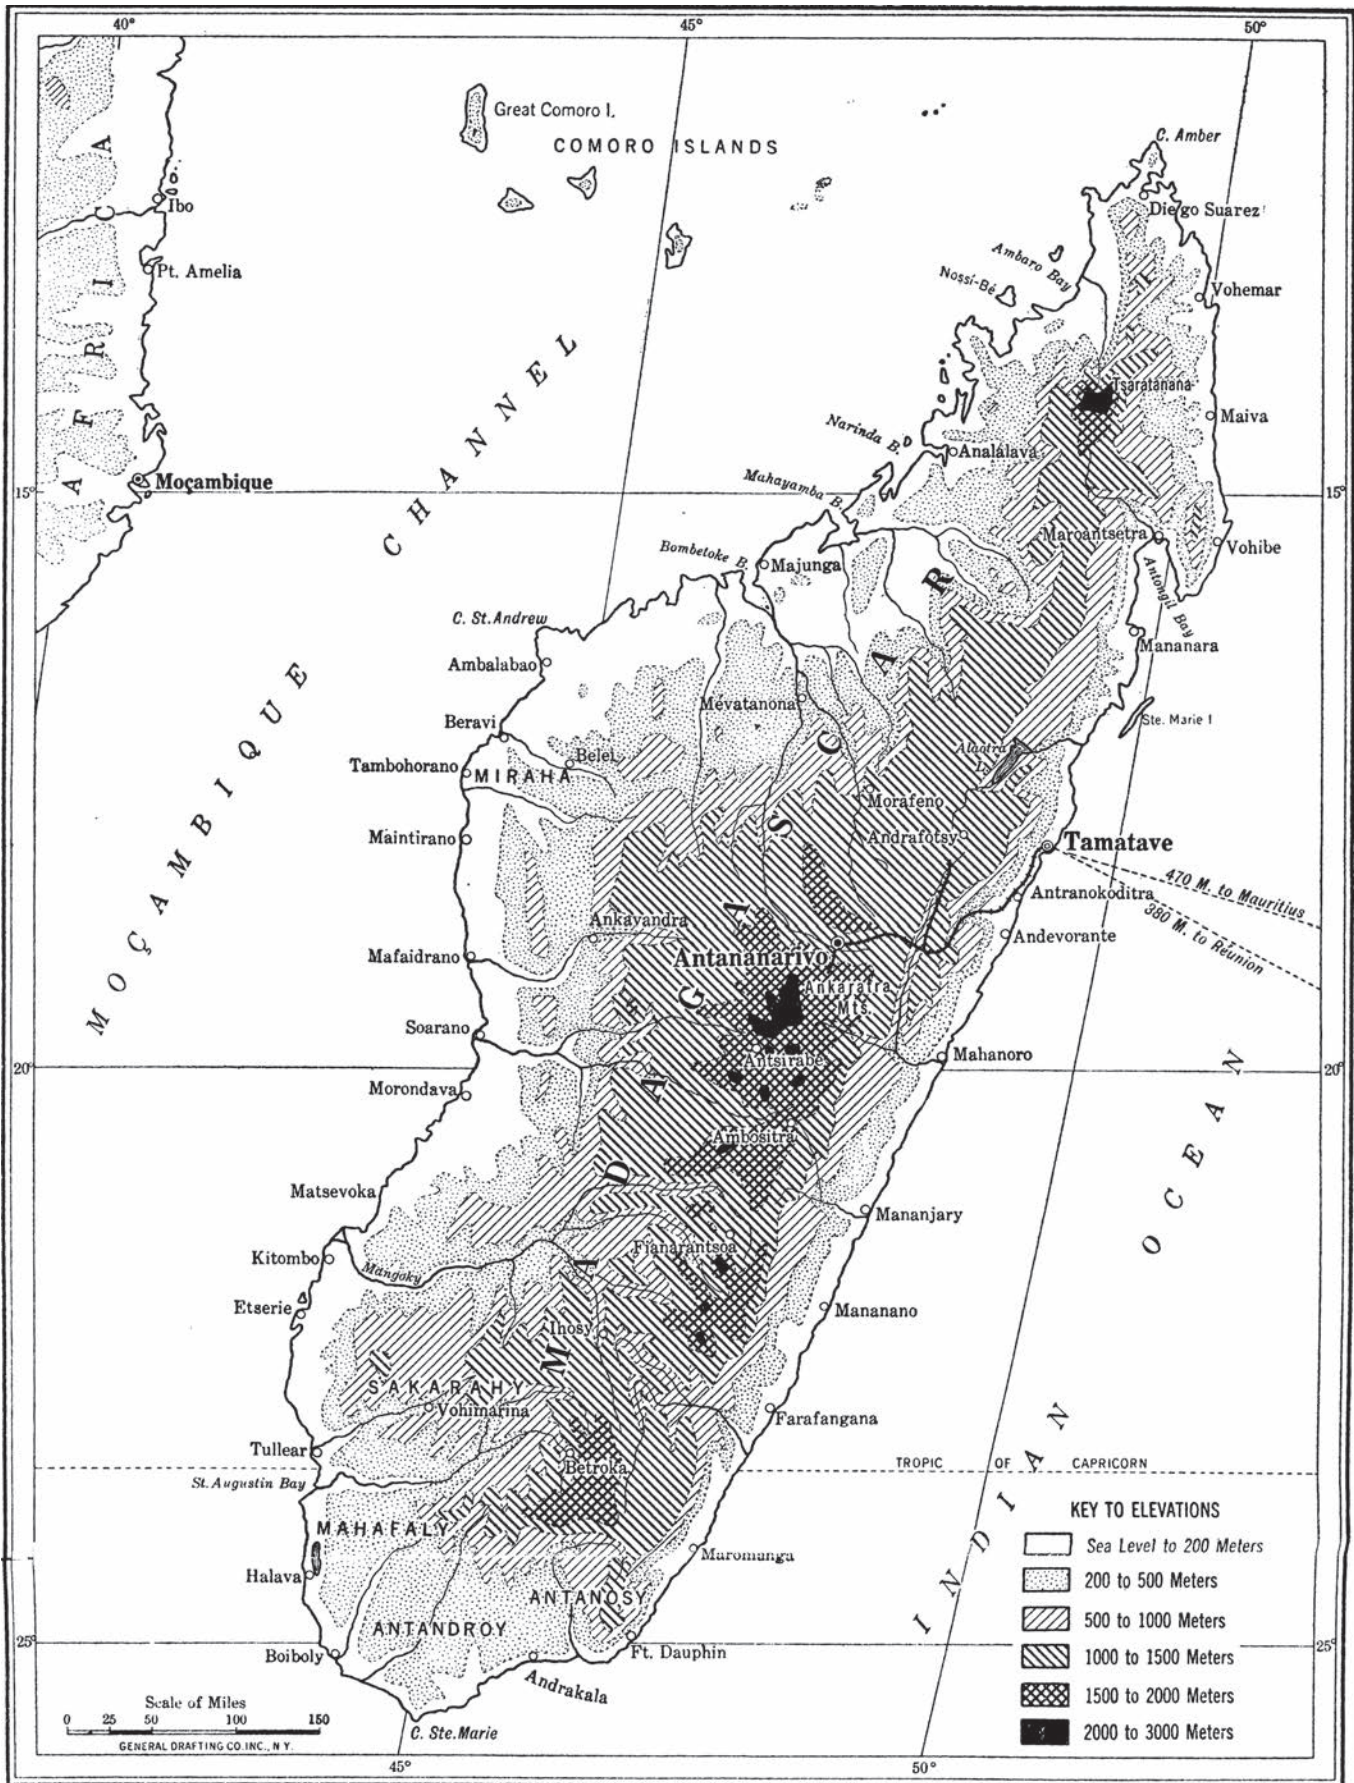 40°
45°
50°
Great Comoro I.
COMORO ISLANDS
C. Amber
AFRICA
Ibo
Diego Suarez
Pt. Amelia
Ambaro Bay
Nossi-Bé
Vohemar
MOÇAMBIQUE CHANNEL
Tsaratanana
Maiva
Narinda B.
Analalava
Moçambique
Mahayamba B.
15°
15°
Maroantsetra
Vohibe
Bombetoke B.
Majunga
Antongil Bay
C. St. Andrew
Mananara
Ambalabao
Mevatanona
Ste. Marie I
Beravi
Alaotra
L.
Belei
Tambohorano
MIRAHA
Morafeno
Maintirano
Andrafotsy
Tamatave
470 M. to Mauritius
Antranokoditra
380 M. to Reunion
Ankavandra
Andevorante
Mafaidrano
Antananarivo
Ankaratra
Mts.
MADAGASCAR
Soarano
Mahanoro
Antsirabe
20°
20°
Morondava
Ambositra
Matsevoka
Mananjary
Fianarantsoa
Kitombo
Mangoky
Etserie
Mananano
Ihosy
SAKARAHY
Vohimarina
Farafangana
Tullear
Betroka
TROPIC OF CAPRICORN
St. Augustin Bay
INDIAN OCEAN
MAHAFALY
Maromanga
Halava
ANTANOSY
ANTANDROY
25°
25°
Boiboly
Ft. Dauphin
Andrakala
C. Ste. Marie
KEY TO ELEVATIONS
Sea Level to 200 Meters
200 to 500 Meters
500 to 1000 Meters
1000 to 1500 Meters
1500 to 2000 Meters
2000 to 3000 Meters
Scale of Miles
0 25 50 100 150
GENERAL DRAFTING CO. INC., N.Y.
45°
50°